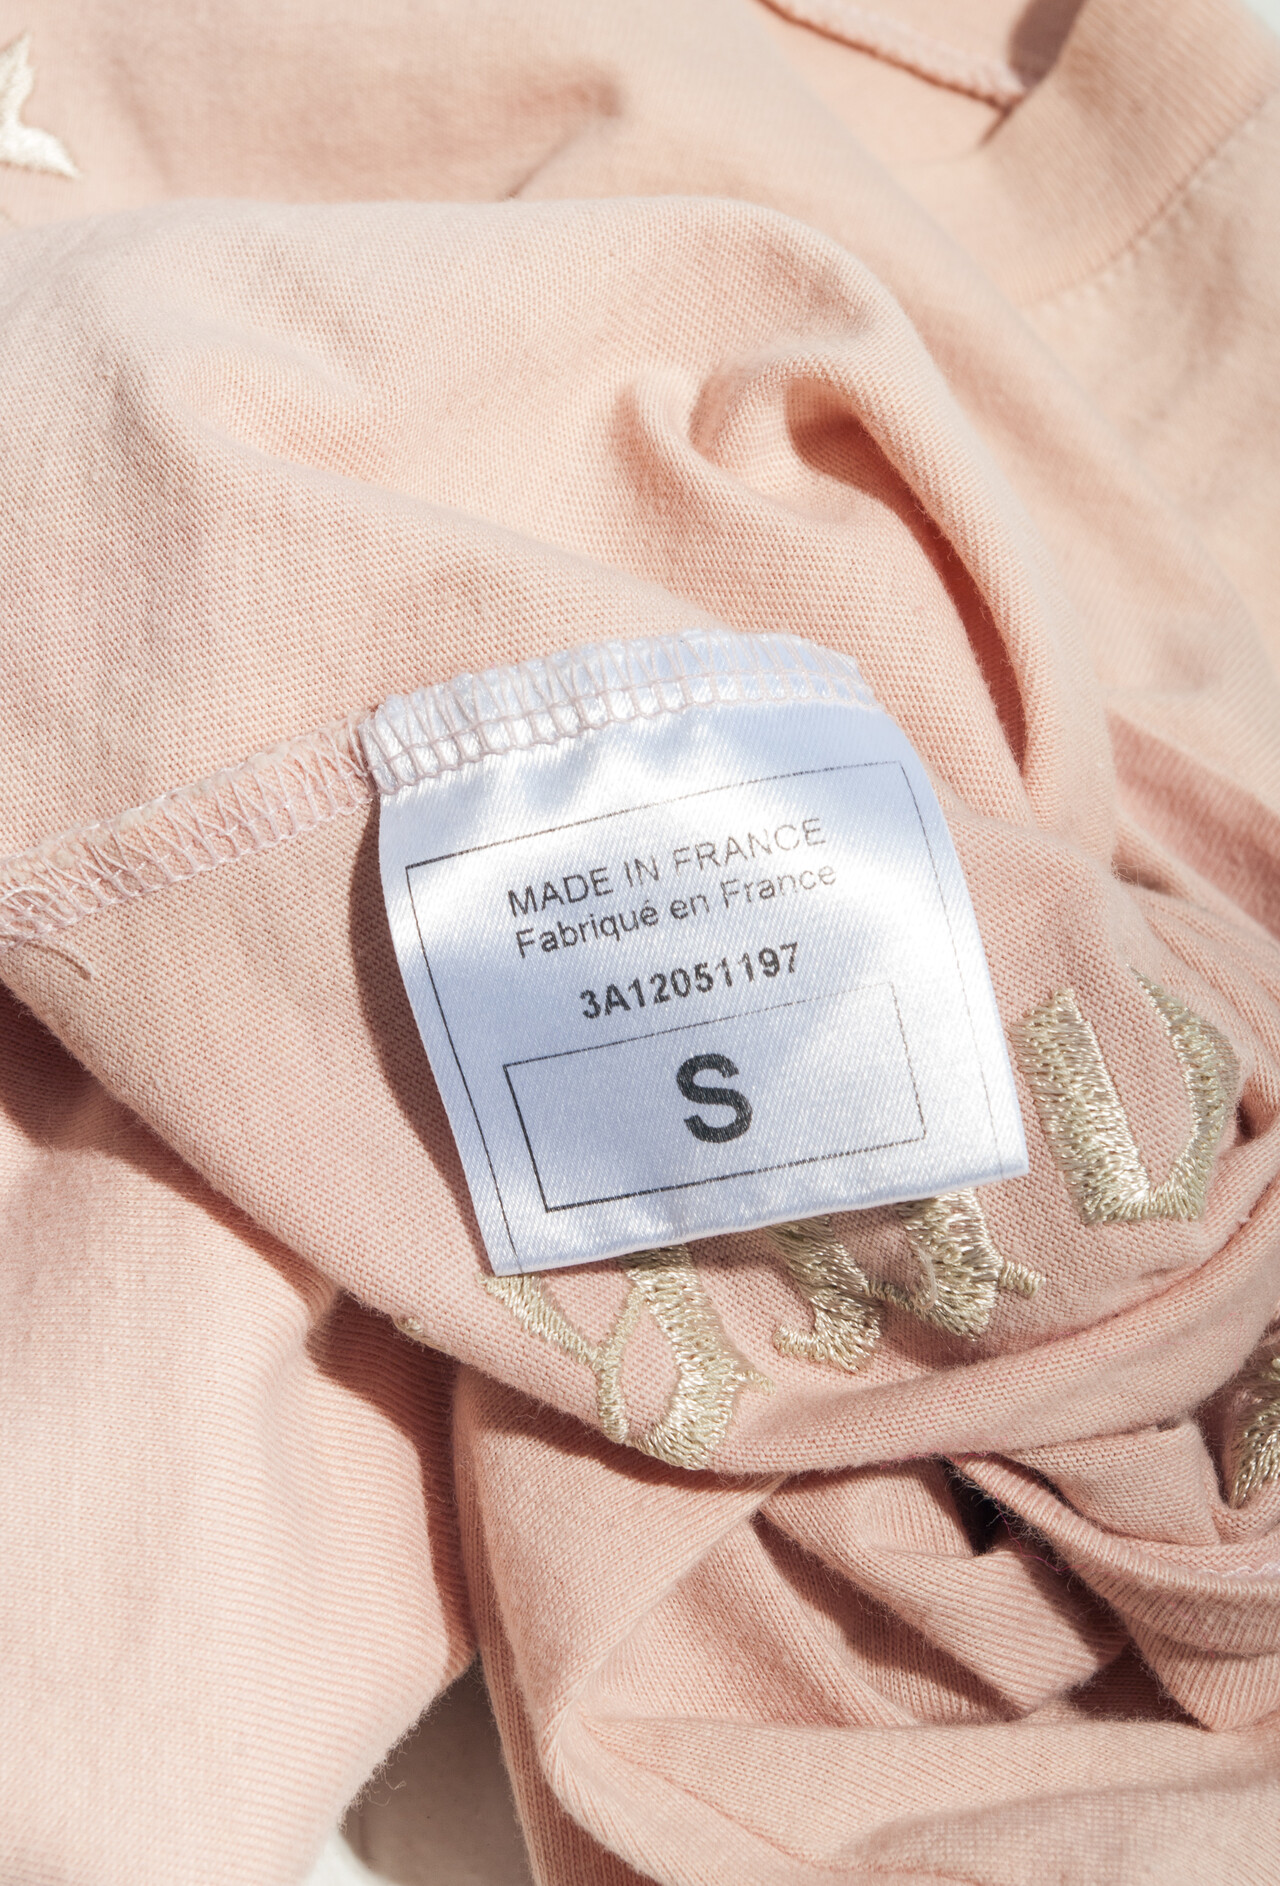 MADE IN FRANCE
Fabriqué en France
3A12051197
S